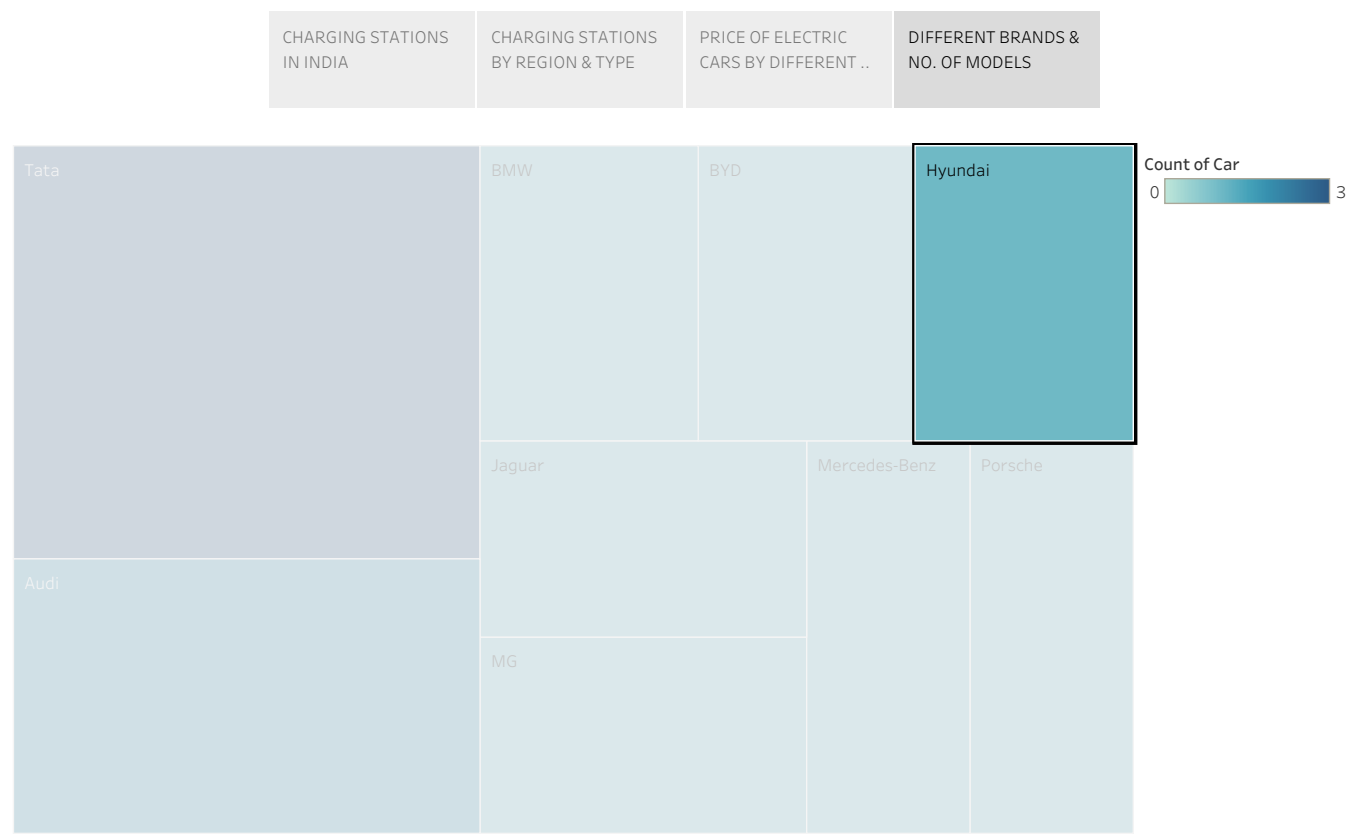 CHARGING STATIONS
IN INDIA
CHARGING STATIONS
BY REGION & TYPE
PRICE OF ELECTRIC
CARS BY DIFFERENT ..
DIFFERENT BRANDS &
NO. OF MODELS
Tata
BMW
BYD
Hyundai
Count of Car
0
3
Jaguar
Mercedes-Benz
Porsche
Audi
MG